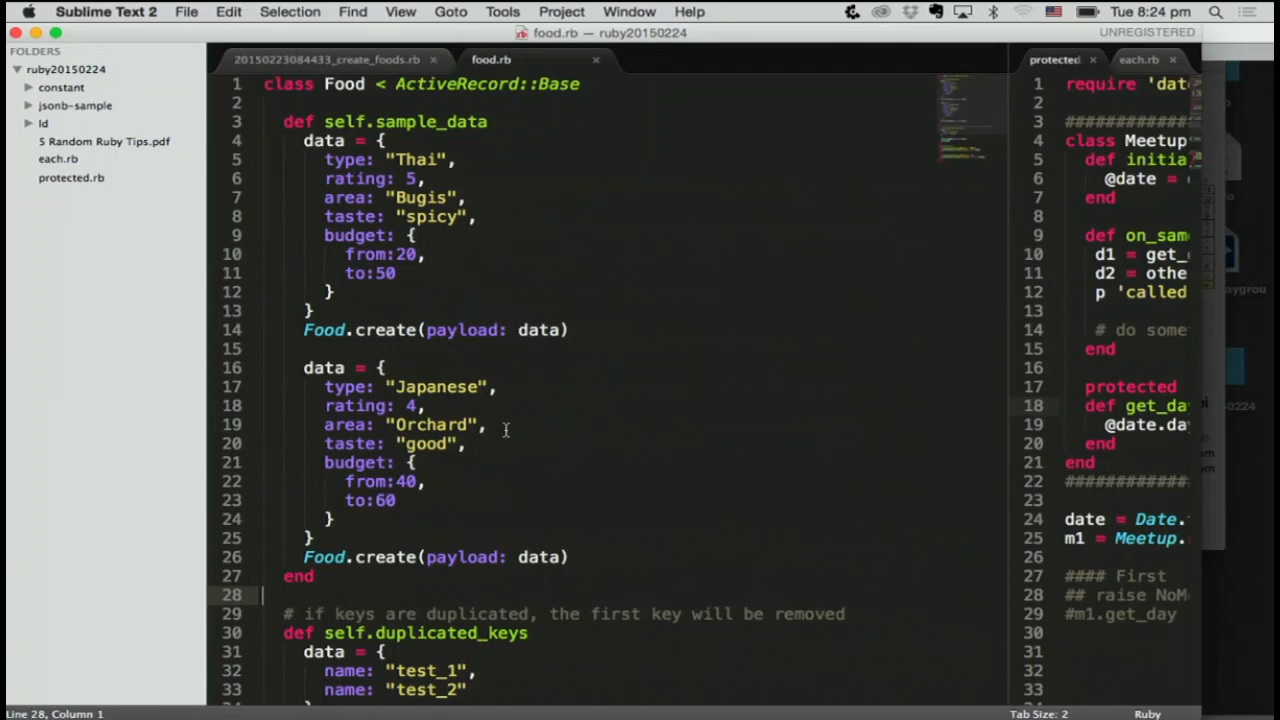 Sublime Text 2 File Edit Selection Find View Goto Tools Project Window Help Tue 8:24 pm
food.rb — ruby20150224
UNREGISTERED
FOLDERS
ruby20150224
constant
jsonb-sample
ld
5 Random Ruby Tips.pdf
each.rb
protected.rb
20150223084433_create_foods.rb × food.rb ×
1 class Food < ActiveRecord::Base
2
3 def self.sample_data
4 data = {
5 type: "Thai",
6 rating: 5,
7 area: "Bugis",
8 taste: "spicy",
9 budget: {
10 from:20,
11 to:50
12 }
13 }
14 Food.create(payload: data)
15
16 data = {
17 type: "Japanese",
18 rating: 4,
19 area: "Orchard",
20 taste: "good",
21 budget: {
22 from:40,
23 to:60
24 }
25 }
26 Food.create(payload: data)
27 end
28
29 # if keys are duplicated, the first key will be removed
30 def self.duplicated_keys
31 data = {
32 name: "test_1",
33 name: "test_2"
protected × each.rb ×
1 require 'dat
2
3 #############
4 class Meetup
5 def initia
6 @date =
7 end
8
9 def on_sam
10 d1 = get_
11 d2 = othe
12 p 'called
13
14 # do some
15 end
16
17 protected
18 def get_day
19 @date.day
20 end
21 end
22 #############
23
24 date = Date.
25 m1 = Meetup.
26
27 #### First
28 ## raise NoM
29 #m1.get_day
30
31
32
33
Line 28, Column 1
Tab Size: 2 Ruby